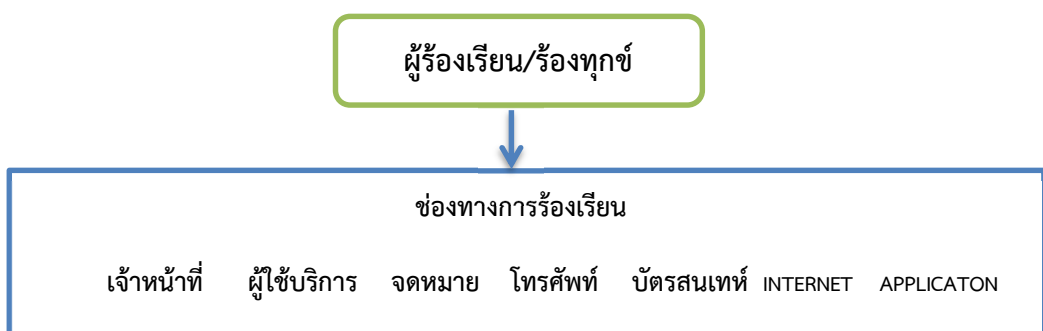 ผู้ร้องเรียน/ร้องทุกข์
ช่องทางการร้องเรียน
เจ้าหน้าที่ ผู้ใช้บริการ จดหมาย โทรศัพท์ บัตรสนเทห์ INTERNET APPLICATON